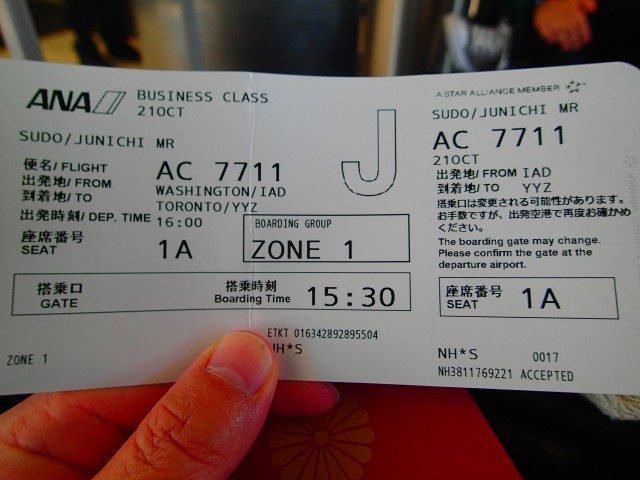 ANA
BUSINESS CLASS
21OCT
J
SUDO/JUNICHI MR
便名/FLIGHT AC 7711
出発地/FROM WASHINGTON/IAD
到着地/TO TORONTO/YYZ
出発時刻/DEP. TIME 16:00
座席番号
SEAT 1A
BOARDING GROUP
ZONE 1
搭乗口
GATE
搭乗時刻
Boarding Time 15:30
ETKT 016342892895504
NH*S
ZONE 1
A STAR ALLIANCE MEMBER
SUDO/JUNICHI MR
AC 7711
21OCT
出発地/FROM IAD
到着地/TO YYZ
搭乗口は変更される可能性があります。
お手数ですが、出発空港で再度お確かめ
ください。
The boarding gate may change.
Please confirm the gate at the
departure airport.
座席番号
SEAT 1A
NH*S 0017
NH3811769221 ACCEPTED